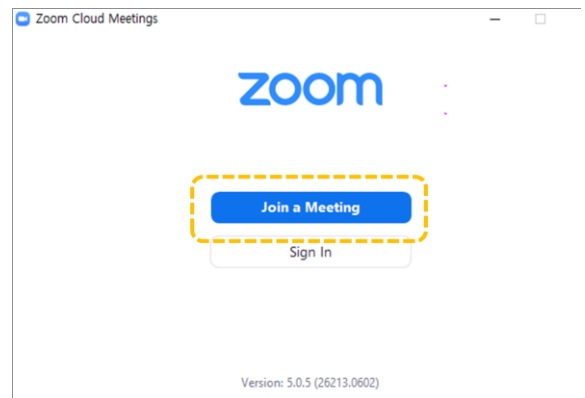 Zoom Cloud Meetings
zoom
Join a Meeting
Sign In
Version: 5.0.5 (26213.0602)